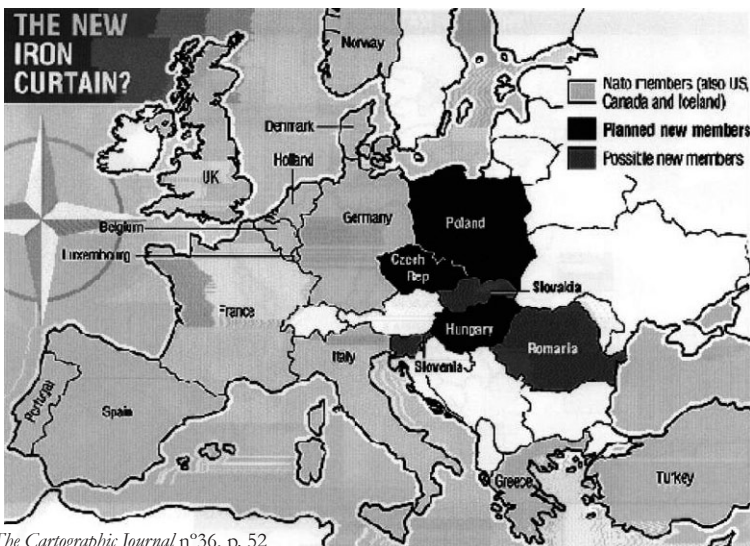 THE NEW
IRON
CURTAIN?
Norway
Nato members (also US,
Canada and Iceland)
Planned new members
Possible new members
Denmark
Holland
UK
Belgium
Luxembourg
Germany
Poland
Czerh
Rep
Slovakia
France
Hungary
Romaria
Italy
Slovenia
Portugal
Spain
Greece
Turkey
The Cartographic Journal n°36, p. 52